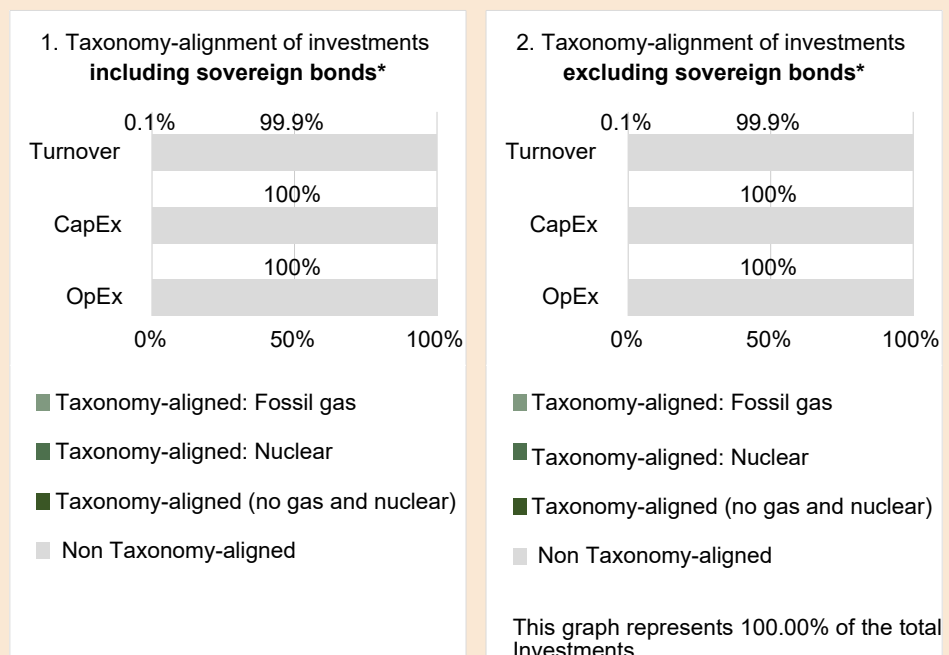 1. Taxonomy-alignment of investments
including sovereign bonds*
0.1% 99.9%
Turnover
100%
CapEx
100%
OpEx
0% 50% 100%
Taxonomy-aligned: Fossil gas
Taxonomy-aligned: Nuclear
Taxonomy-aligned (no gas and nuclear)
Non Taxonomy-aligned
2. Taxonomy-alignment of investments
excluding sovereign bonds*
0.1% 99.9%
Turnover
100%
CapEx
100%
OpEx
0% 50% 100%
Taxonomy-aligned: Fossil gas
Taxonomy-aligned: Nuclear
Taxonomy-aligned (no gas and nuclear)
Non Taxonomy-aligned
This graph represents 100.00% of the total
Investments